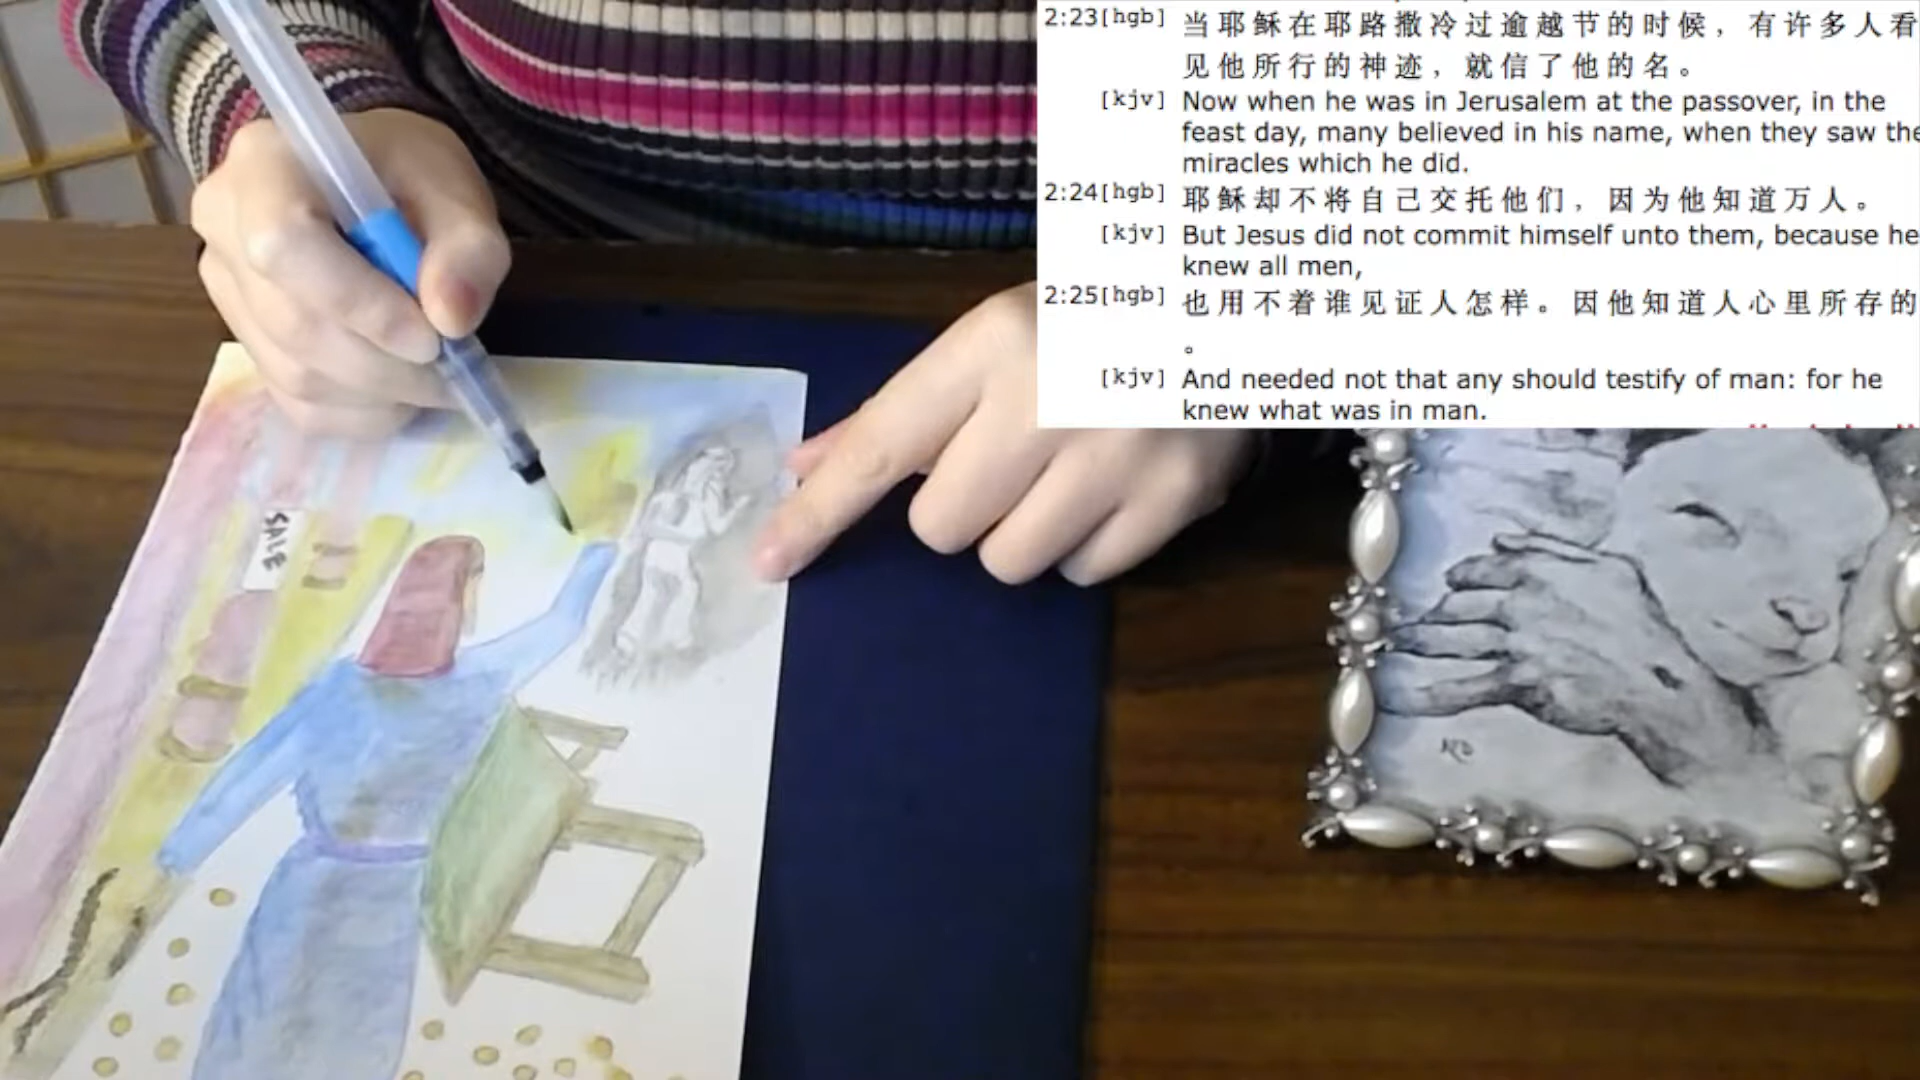 2:23[hgb] 当耶稣在耶路撒冷过逾越节的时候，有许多人看
见他所行的神迹，就信了他的名。
[kjv] Now when he was in Jerusalem at the passover, in the
feast day, many believed in his name, when they saw the
miracles which he did.
2:24[hgb] 耶稣却不将自己交托他们，因为他知道万人。
[kjv] But Jesus did not commit himself unto them, because he
knew all men,
2:25[hgb] 也用不着谁见证人怎样。因他知道人心里所存的
。
[kjv] And needed not that any should testify of man: for he
knew what was in man.
SALE